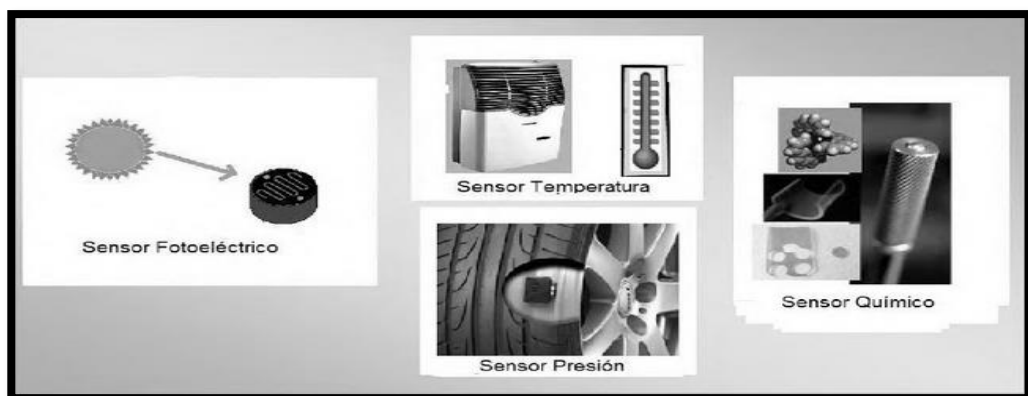 Sensor Fotoeléctrico
Sensor Temperatura
Sensor Presión
Sensor Químico